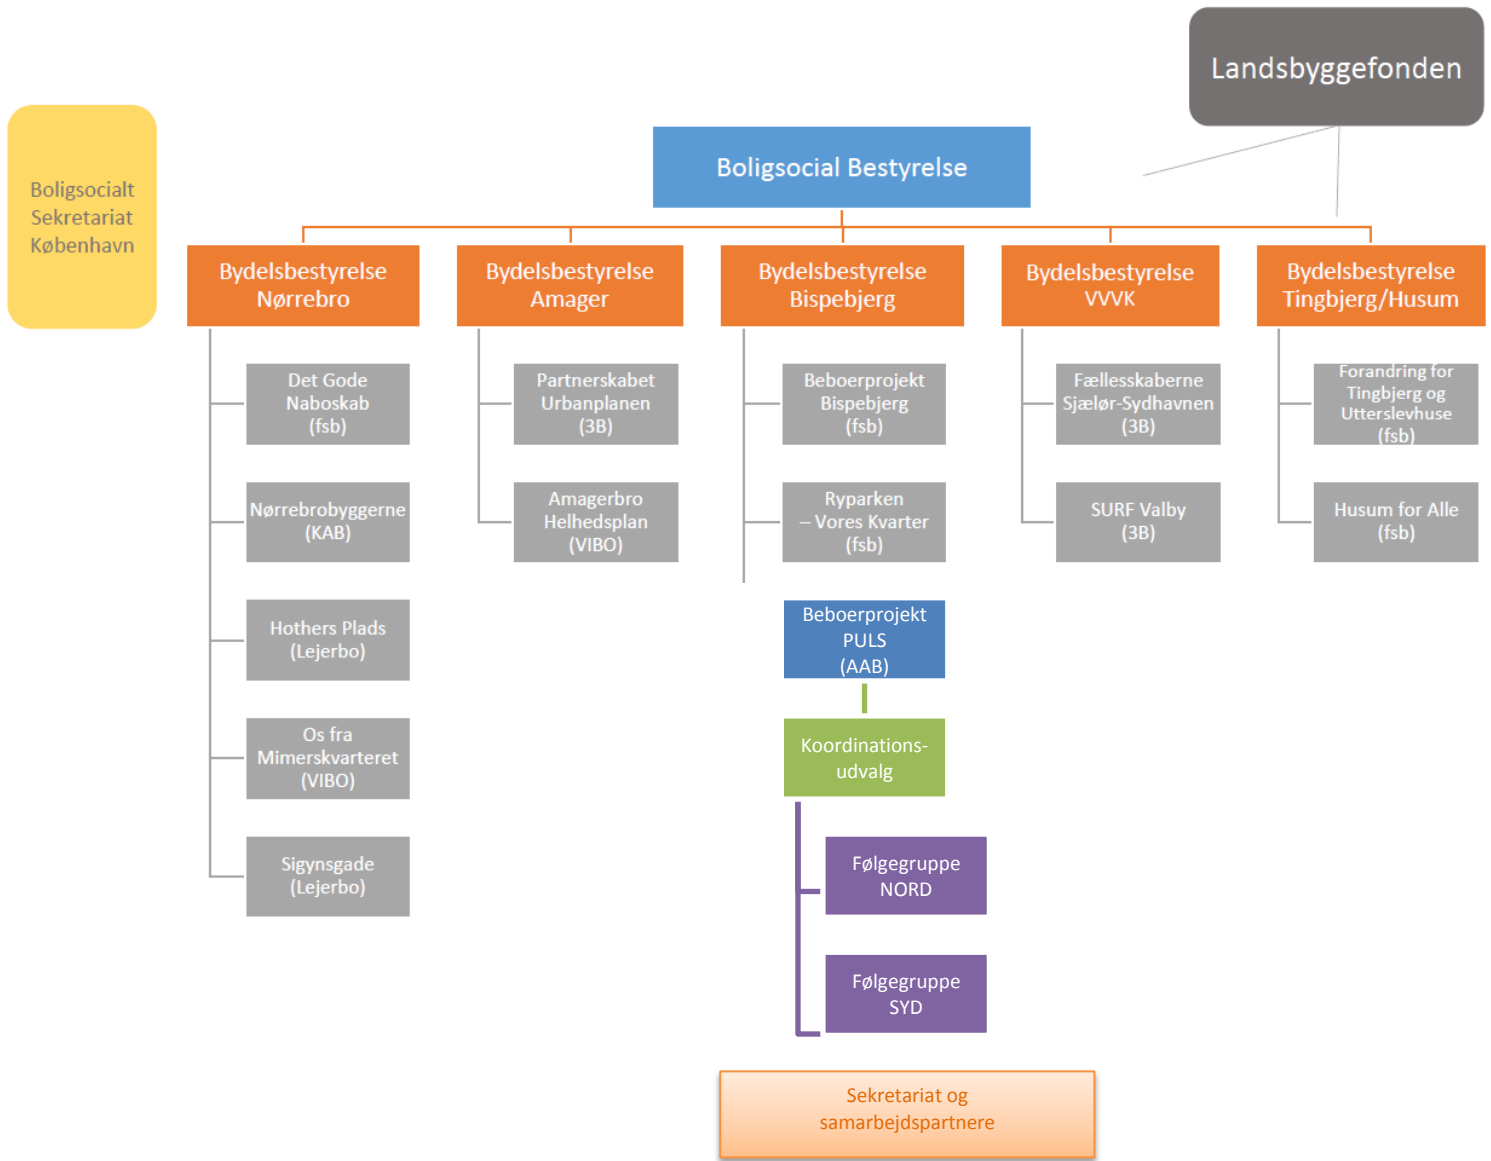 Landsbyggefonden
Boligsocialt
Sekretariat
København
Boligsocial Bestyrelse
Bydelsbestyrelse
Nørrebro
Bydelsbestyrelse
Amager
Bydelsbestyrelse
Bispebjerg
Bydelsbestyrelse
VVVK
Bydelsbestyrelse
Tingbjerg/Husum
Det Gode
Naboskab
(fsb)
Nørrebrobyggerne
(KAB)
Hothers Plads
(Lejerbo)
Os fra
Mimerskvarteret
(VIBO)
Sigynsgade
(Lejerbo)
Partnerskabet
Urbanplanen
(3B)
Amagerbro
Helhedsplan
(VIBO)
Beboerprojekt
Bispebjerg
(fsb)
Ryparken
– Vores Kvarter
(fsb)
Beboerprojekt
PULS
(AAB)
Koordinations-
udvalg
Følgegruppe
NORD
Følgegruppe
SYD
Fællesskaberne
Sjælør-Sydhavnen
(3B)
SURF Valby
(3B)
Forandring for
Tingbjerg og
Utterslevhuse
(fsb)
Husum for Alle
(fsb)
Sekretariat og
samarbejdspartnere